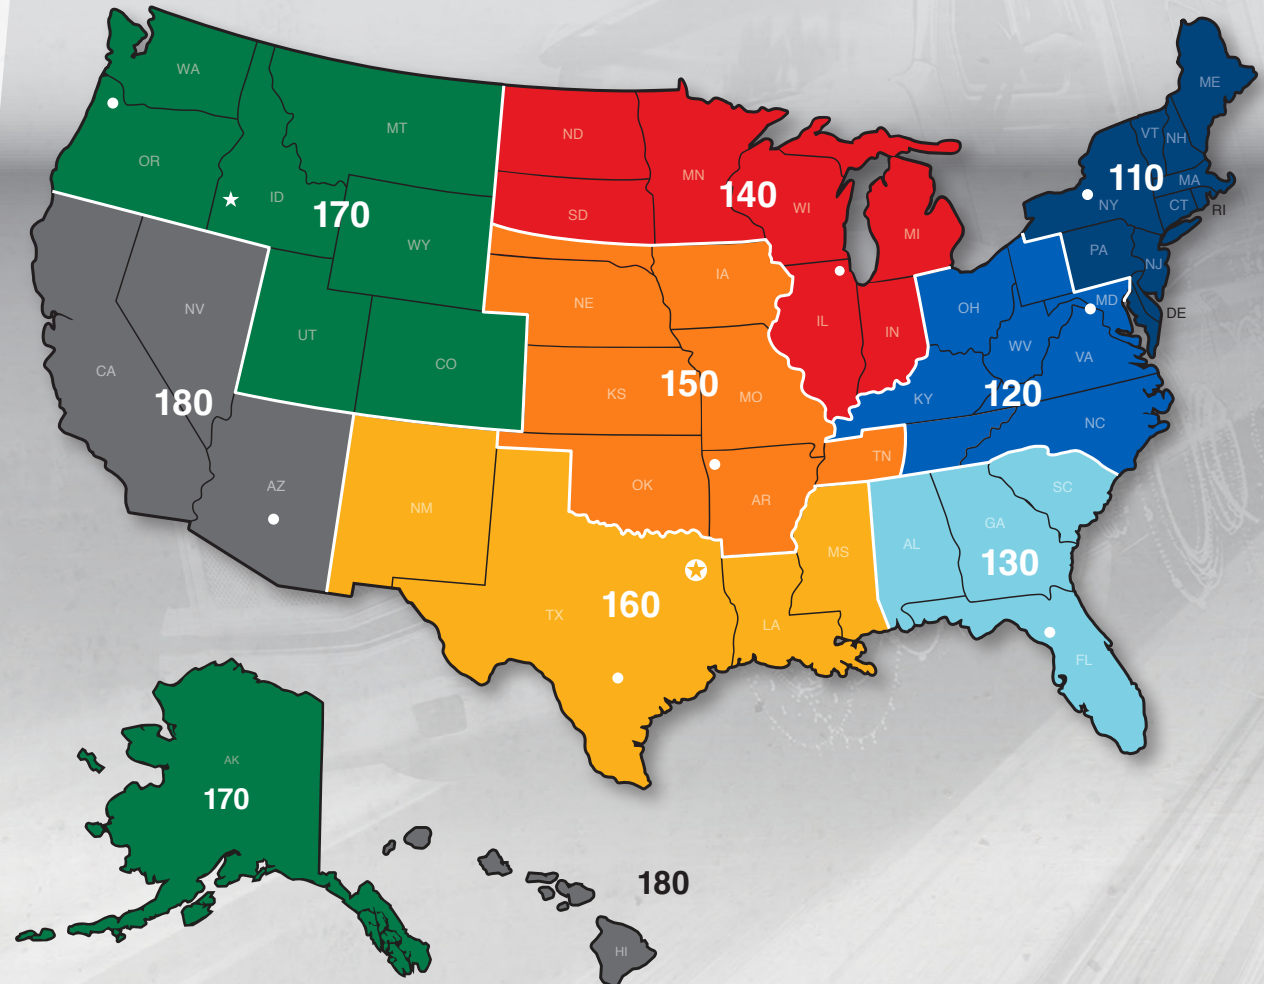 WA
MT
ND
MN
ME
VT
NH
OR
ID
170
WY
SD
140
WI
MI
110
MA
NY
CT
RI
PA
NJ
NV
UT
CO
NE
IA
IL
IN
OH
MD
DE
WV
VA
CA
180
KS
150
MO
KY
120
NC
AZ
NM
OK
AR
TN
SC
GA
AL
MS
130
TX
160
LA
FL
AK
170
180
HI